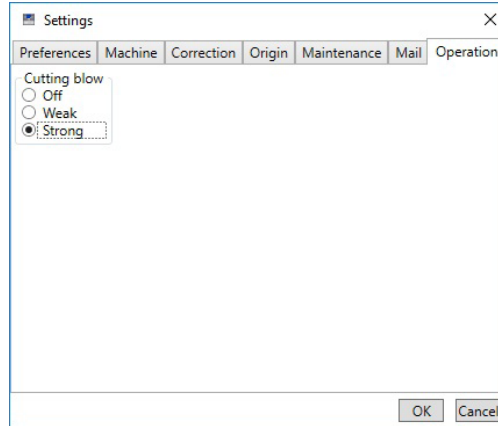 Settings
Preferences Machine Correction Origin Maintenance Mail Operation
Cutting blow
Off
Weak
Strong
OK Cancel